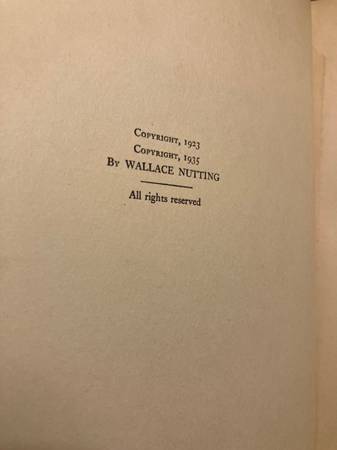 Copyright, 1923
Copyright, 1935
By WALLACE NUTTING
All rights reserved